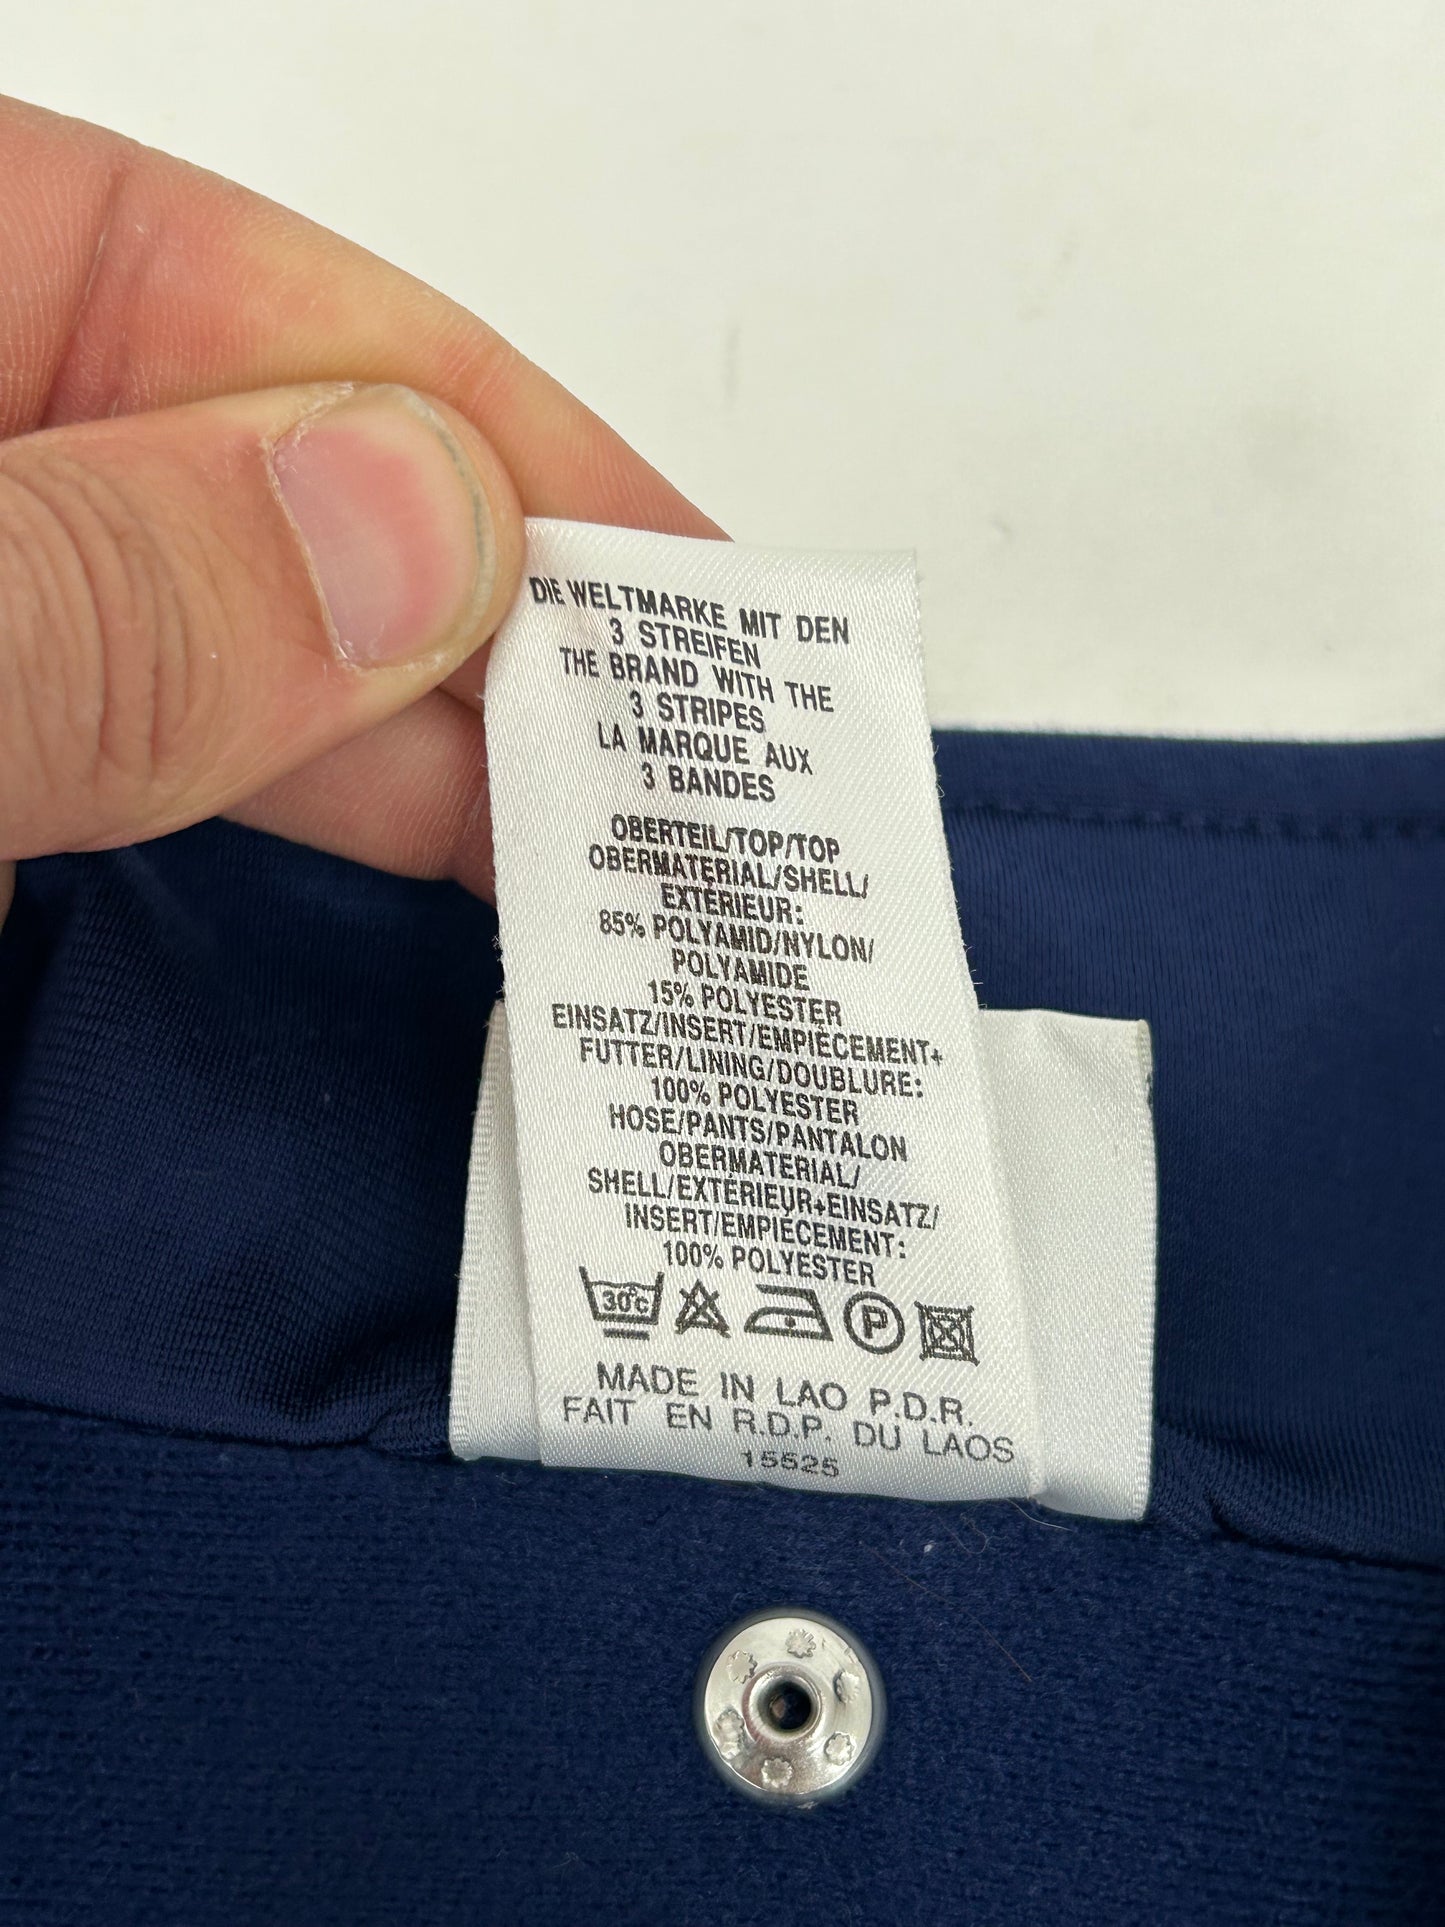 DIE WELTMARKE MIT DEN
3 STREIFEN
THE BRAND WITH THE
3 STRIPES
LA MARQUE AUX
3 BANDES
OBERTEIL/TOP/TOP
OBERMATERIAL/SHELL/
EXTÉRIEUR:
85% POLYAMID/NYLON/
POLYAMIDE
15% POLYESTER
EINSATZ/INSERT/EMPIÈCEMENT+
FUTTER/LINING/DOUBLURE:
100% POLYESTER
HOSE/PANTS/PANTALON
OBERMATERIAL/
SHELL/EXTÉRIEUR+EINSATZ/
INSERT/EMPIÈCEMENT:
100% POLYESTER
30°C P
MADE IN LAO P.D.R.
FAIT EN R.D.P. DU LAOS
15525